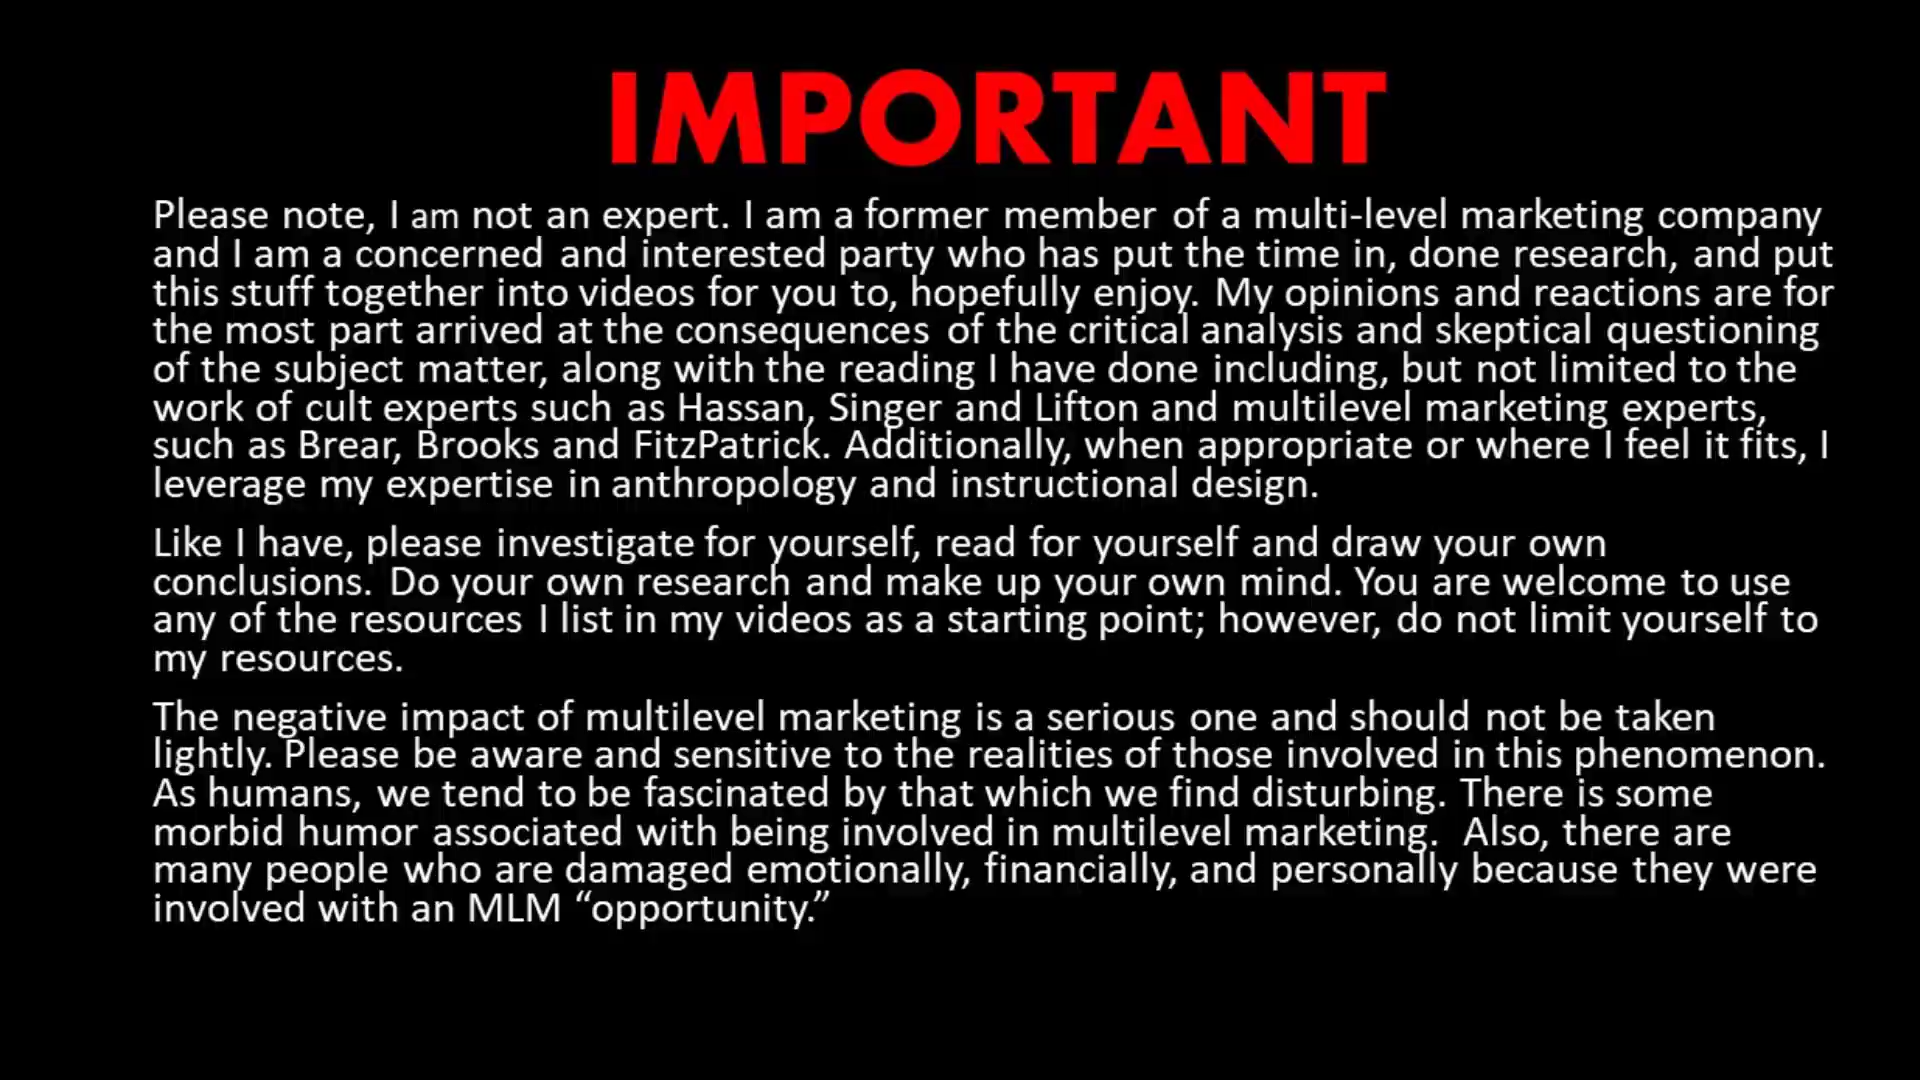 IMPORTANT
Please note, I am not an expert. I am a former member of a multi-level marketing company
and I am a concerned and interested party who has put the time in, done research, and put
this stuff together into videos for you to, hopefully enjoy. My opinions and reactions are for
the most part arrived at the consequences of the critical analysis and skeptical questioning
of the subject matter, along with the reading I have done including, but not limited to the
work of cult experts such as Hassan, Singer and Lifton and multilevel marketing experts,
such as Brear, Brooks and FitzPatrick. Additionally, when appropriate or where I feel it fits, I
leverage my expertise in anthropology and instructional design.
Like I have, please investigate for yourself, read for yourself and draw your own
conclusions. Do your own research and make up your own mind. You are welcome to use
any of the resources I list in my videos as a starting point; however, do not limit yourself to
my resources.
The negative impact of multilevel marketing is a serious one and should not be taken
lightly. Please be aware and sensitive to the realities of those involved in this phenomenon.
As humans, we tend to be fascinated by that which we find disturbing. There is some
morbid humor associated with being involved in multilevel marketing. Also, there are
many people who are damaged emotionally, financially, and personally because they were
involved with an MLM “opportunity.”